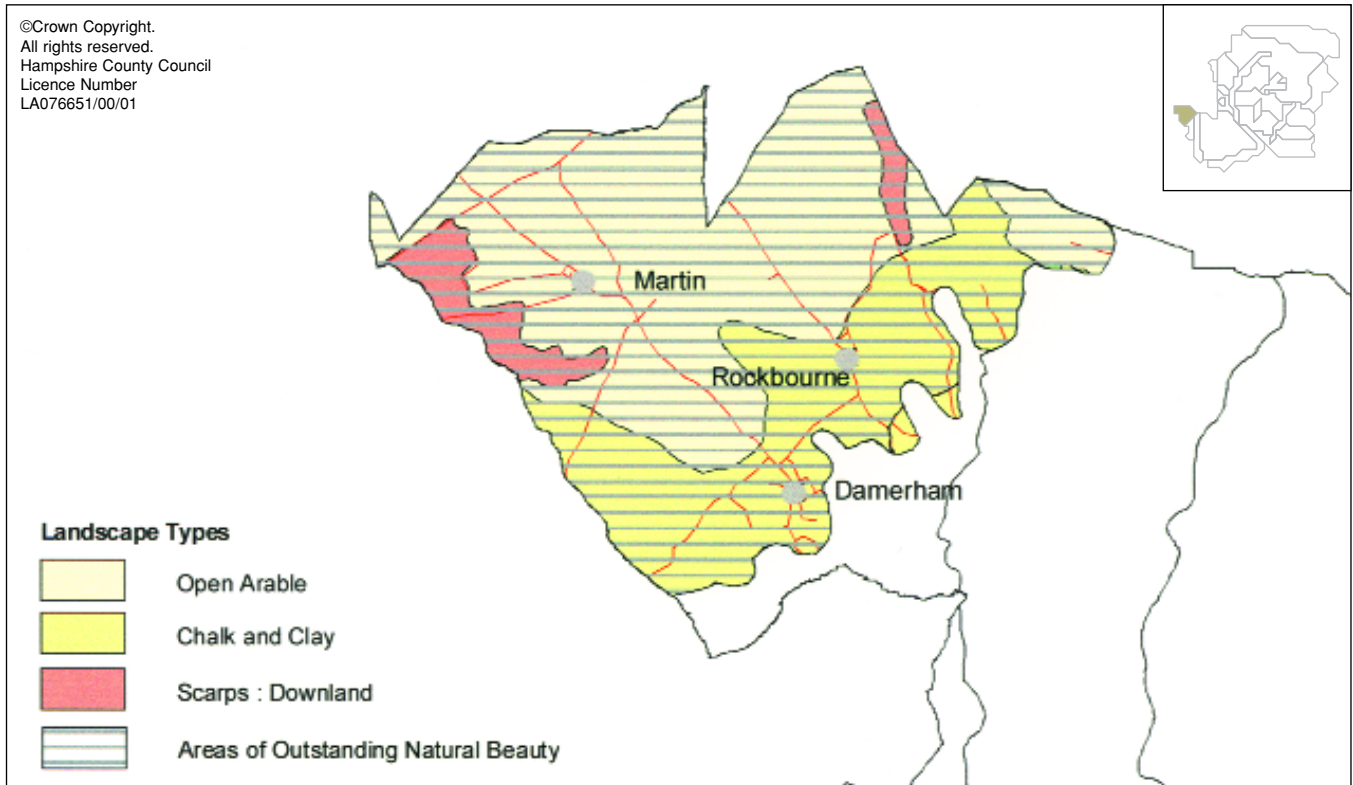 ©Crown Copyright.
All rights reserved.
Hampshire County Council
Licence Number
LA076651/00/01
Martin
Rockbourne
Damerham
Landscape Types
Open Arable
Chalk and Clay
Scarps : Downland
Areas of Outstanding Natural Beauty